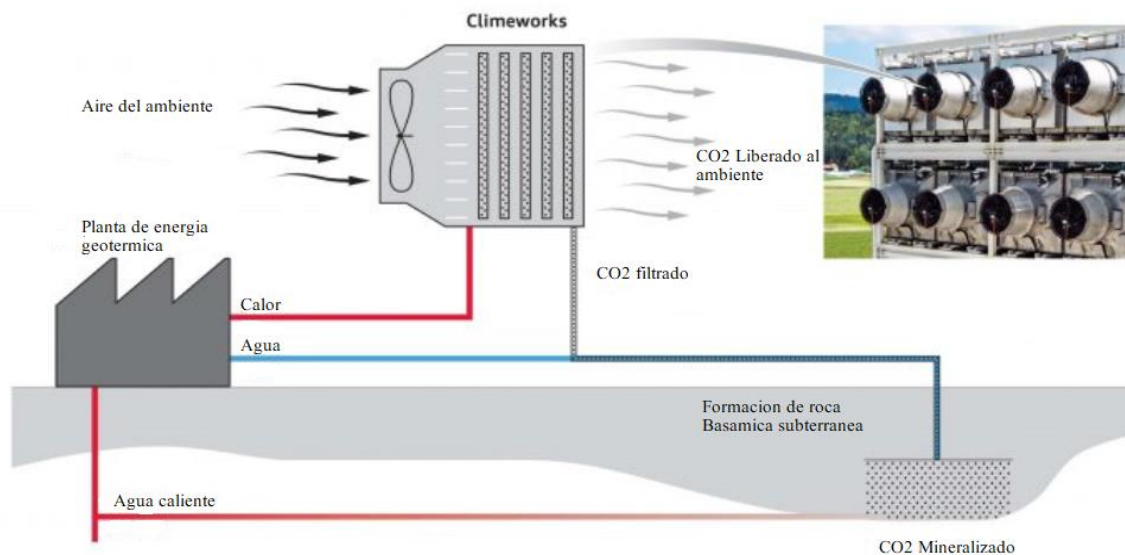 Climeworks
Aire del ambiente
CO2 Liberado al
ambiente
Planta de energia
geotermica
CO2 filtrado
Calor
Agua
Formacion de roca
Basamica subterranea
Agua caliente
CO2 Mineralizado